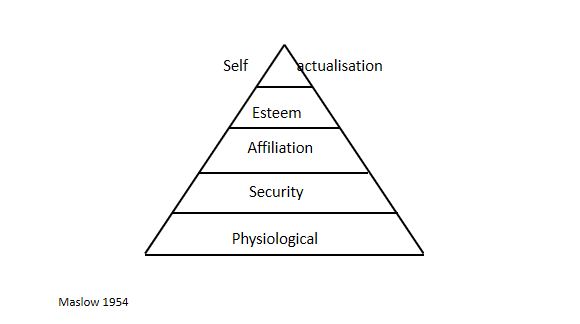 Self actualisation
Esteem
Affiliation
Security
Physiological
Maslow 1954